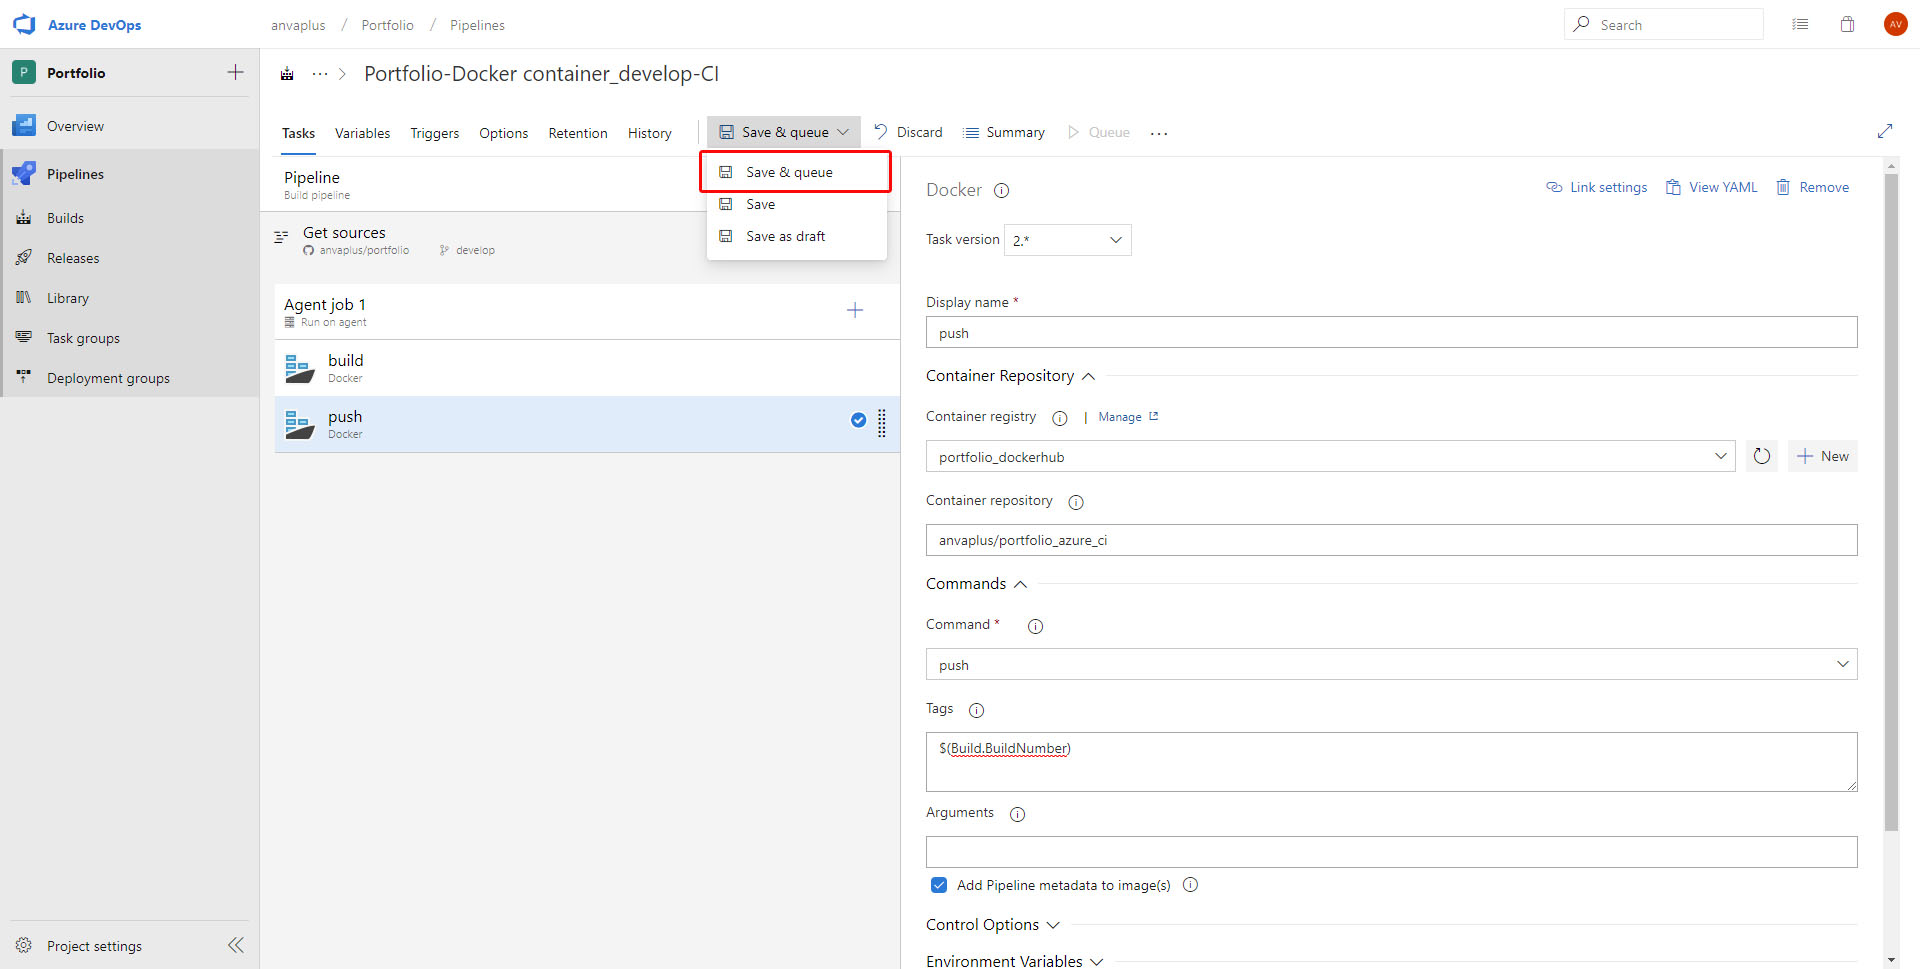 Azure DevOps
anvaplus / Portfolio / Pipelines
Search
AV
P Portfolio
Overview
Pipelines
Builds
Releases
Library
Task groups
Deployment groups
Project settings
··· > Portfolio-Docker container_develop-CI
Tasks Variables Triggers Options Retention History
Save & queue Discard Summary Queue ···
Save & queue
Save
Save as draft
Pipeline
Build pipeline
Get sources
anvaplus/portfolio develop
Agent job 1
Run on agent
build
Docker
push
Docker
Docker
Link settings View YAML Remove
Task version 2.*
Display name *
push
Container Repository
Container registry | Manage
portfolio_dockerhub
New
Container repository
anvaplus/portfolio_azure_ci
Commands
Command *
push
Tags
$(Build.BuildNumber)
Arguments
Add Pipeline metadata to image(s)
Control Options
Environment Variables